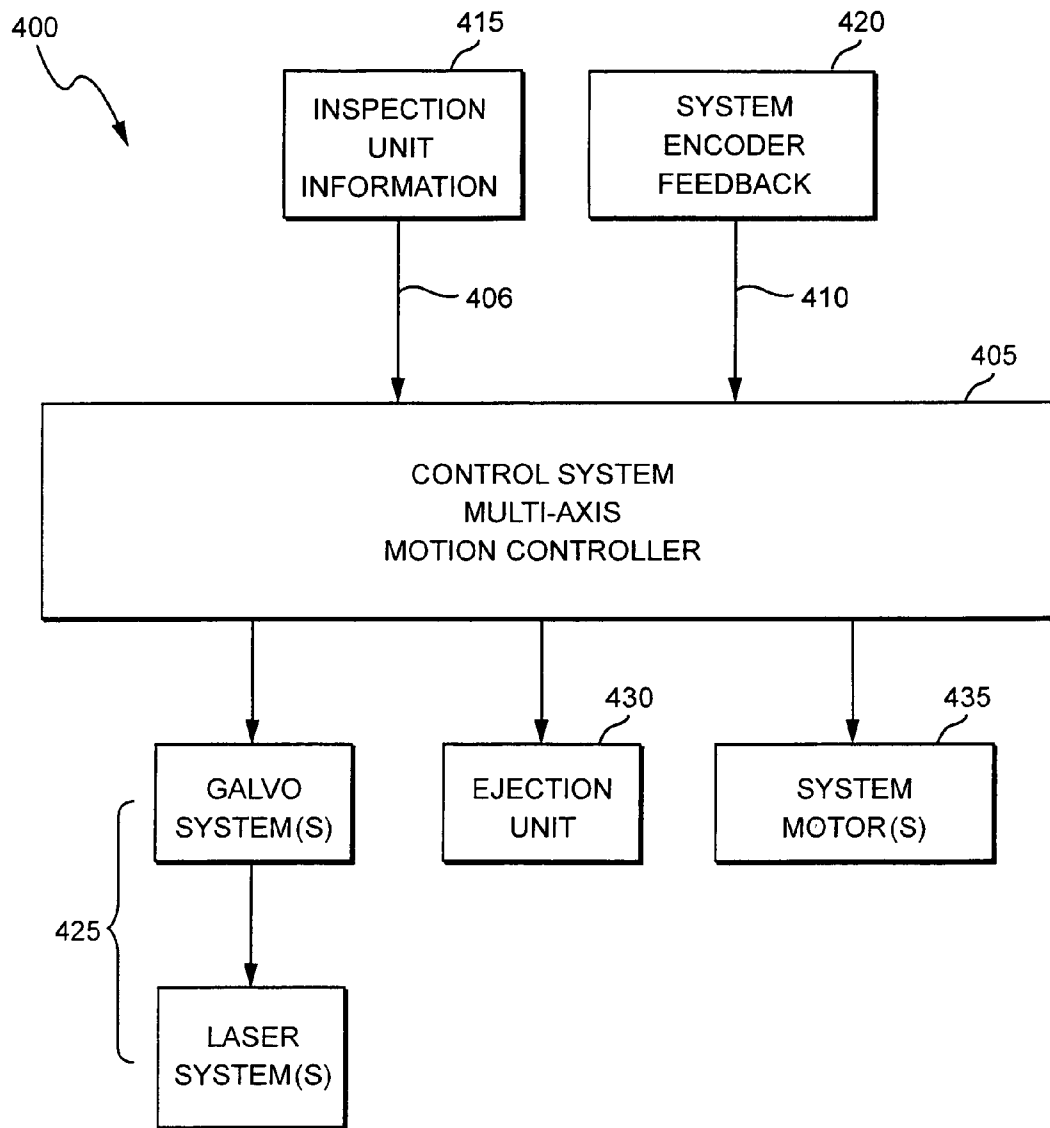 400
415
420
INSPECTION
UNIT
INFORMATION
SYSTEM
ENCODER
FEEDBACK
406
410
405
CONTROL SYSTEM
MULTI-AXIS
MOTION CONTROLLER
430
435
GALVO
SYSTEM(S)
EJECTION
UNIT
SYSTEM
MOTOR(S)
425
LASER
SYSTEM(S)